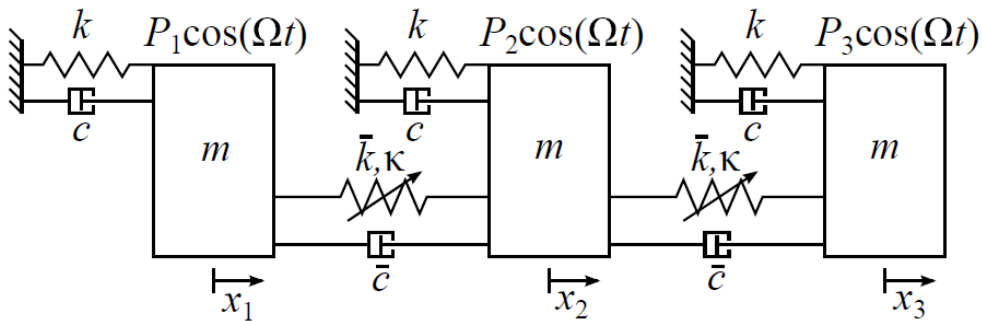 k P₁cos(Ωt) k P₂cos(Ωt) k P₃cos(Ωt)
c c c
m m m
k̄,κ k̄,κ
c̄ c̄
x₁ x₂ x₃